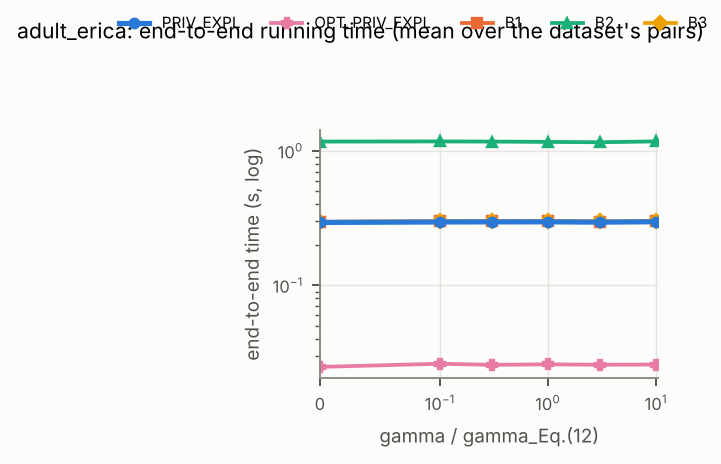 PRIV_EXPL OPT_PRIV_EXPL B1 B2 B3
adult_erica: end-to-end running time (mean over the dataset's pairs)
end-to-end time (s, log)
10⁰
10⁻¹
0 10⁻¹ 10⁰ 10¹
gamma / gamma_Eq.(12)